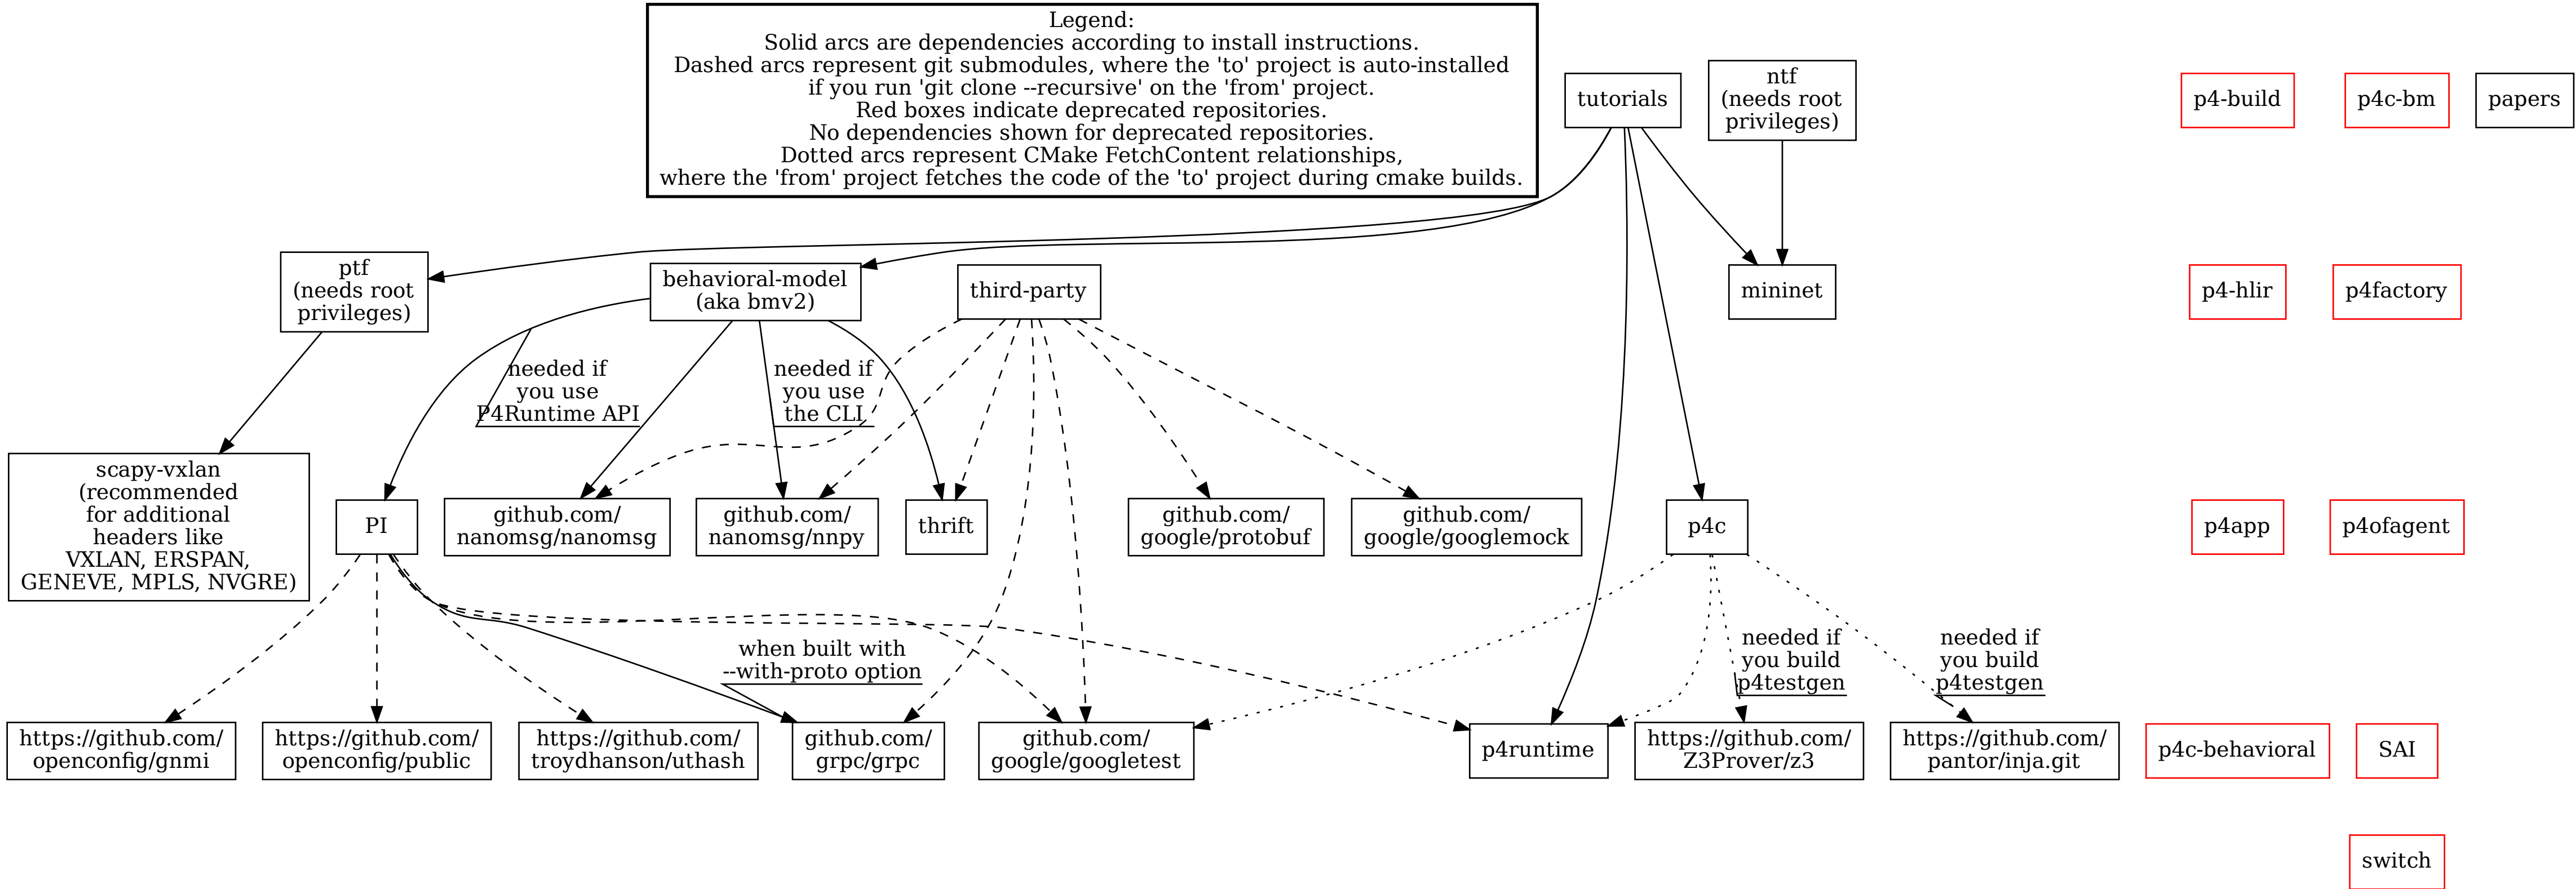 Legend:
Solid arcs are dependencies according to install instructions.
Dashed arcs represent git submodules, where the 'to' project is auto-installed
if you run 'git clone --recursive' on the 'from' project.
Red boxes indicate deprecated repositories.
No dependencies shown for deprecated repositories.
Dotted arcs represent CMake FetchContent relationships,
where the 'from' project fetches the code of the 'to' project during cmake builds.
tutorials
ntf
(needs root
privileges)
p4-build
p4c-bm
papers
ptf
(needs root
privileges)
behavioral-model
(aka bmv2)
third-party
mininet
p4-hlir
p4factory
needed if
you use
P4Runtime API
needed if
you use
the CLI
scapy-vxlan
(recommended
for additional
headers like
VXLAN, ERSPAN,
GENEVE, MPLS, NVGRE)
PI
github.com/
nanomsg/nanomsg
github.com/
nanomsg/nnpy
thrift
github.com/
google/protobuf
github.com/
google/googlemock
p4c
p4app
p4ofagent
when built with
--with-proto option
needed if
you build
p4testgen
needed if
you build
p4testgen
https://github.com/
openconfig/gnmi
https://github.com/
openconfig/public
https://github.com/
troydhanson/uthash
github.com/
grpc/grpc
github.com/
google/googletest
p4runtime
https://github.com/
Z3Prover/z3
https://github.com/
pantor/inja.git
p4c-behavioral
SAI
switch